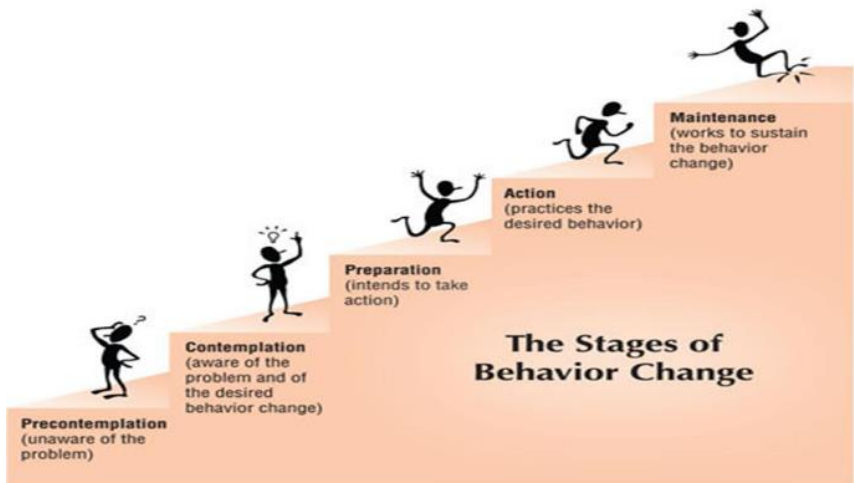 Maintenance
(works to sustain
the behavior
change)
Action
(practices the
desired behavior)
Preparation
(intends to take
action)
Contemplation
(aware of the
problem and of
the desired
behavior change)
Precontemplation
(unaware of the
problem)
?
The Stages of
Behavior Change